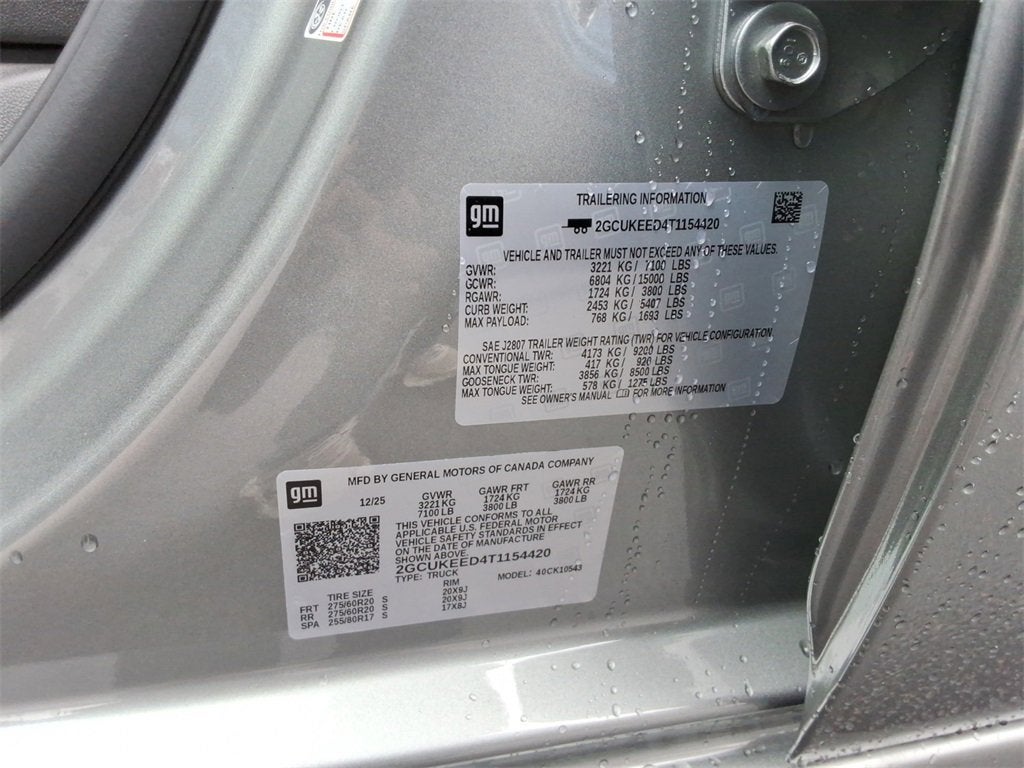 gm
TRAILERING INFORMATION
2GCUKEED4T1154420
VEHICLE AND TRAILER MUST NOT EXCEED ANY OF THESE VALUES.
GVWR: 3221 KG / 7100 LBS
GCWR: 6804 KG / 15000 LBS
RGAWR: 1724 KG / 3800 LBS
CURB WEIGHT: 2453 KG / 5407 LBS
MAX PAYLOAD: 768 KG / 1693 LBS
SAE J2807 TRAILER WEIGHT RATING (TWR) FOR VEHICLE CONFIGURATION
CONVENTIONAL TWR: 4173 KG / 9200 LBS
MAX TONGUE WEIGHT: 417 KG / 920 LBS
GOOSENECK TWR: 3856 KG / 8500 LBS
MAX TONGUE WEIGHT: 578 KG / 1275 LBS
SEE OWNER'S MANUAL FOR MORE INFORMATION
gm
MFD BY GENERAL MOTORS OF CANADA COMPANY
12/25 GVWR GAWR FRT GAWR RR
3221 KG 1724 KG 1724 KG
7100 LB 3800 LB 3800 LB
THIS VEHICLE CONFORMS TO ALL
APPLICABLE U.S. FEDERAL MOTOR
VEHICLE SAFETY STANDARDS IN EFFECT
ON THE DATE OF MANUFACTURE
SHOWN ABOVE.
2GCUKEED4T1154420
TYPE: TRUCK MODEL: 40CK10543
TIRE SIZE RIM
FRT 275/60R20 S 20X9J
RR 275/60R20 S 20X9J
SPA 255/80R17 S 17X8J